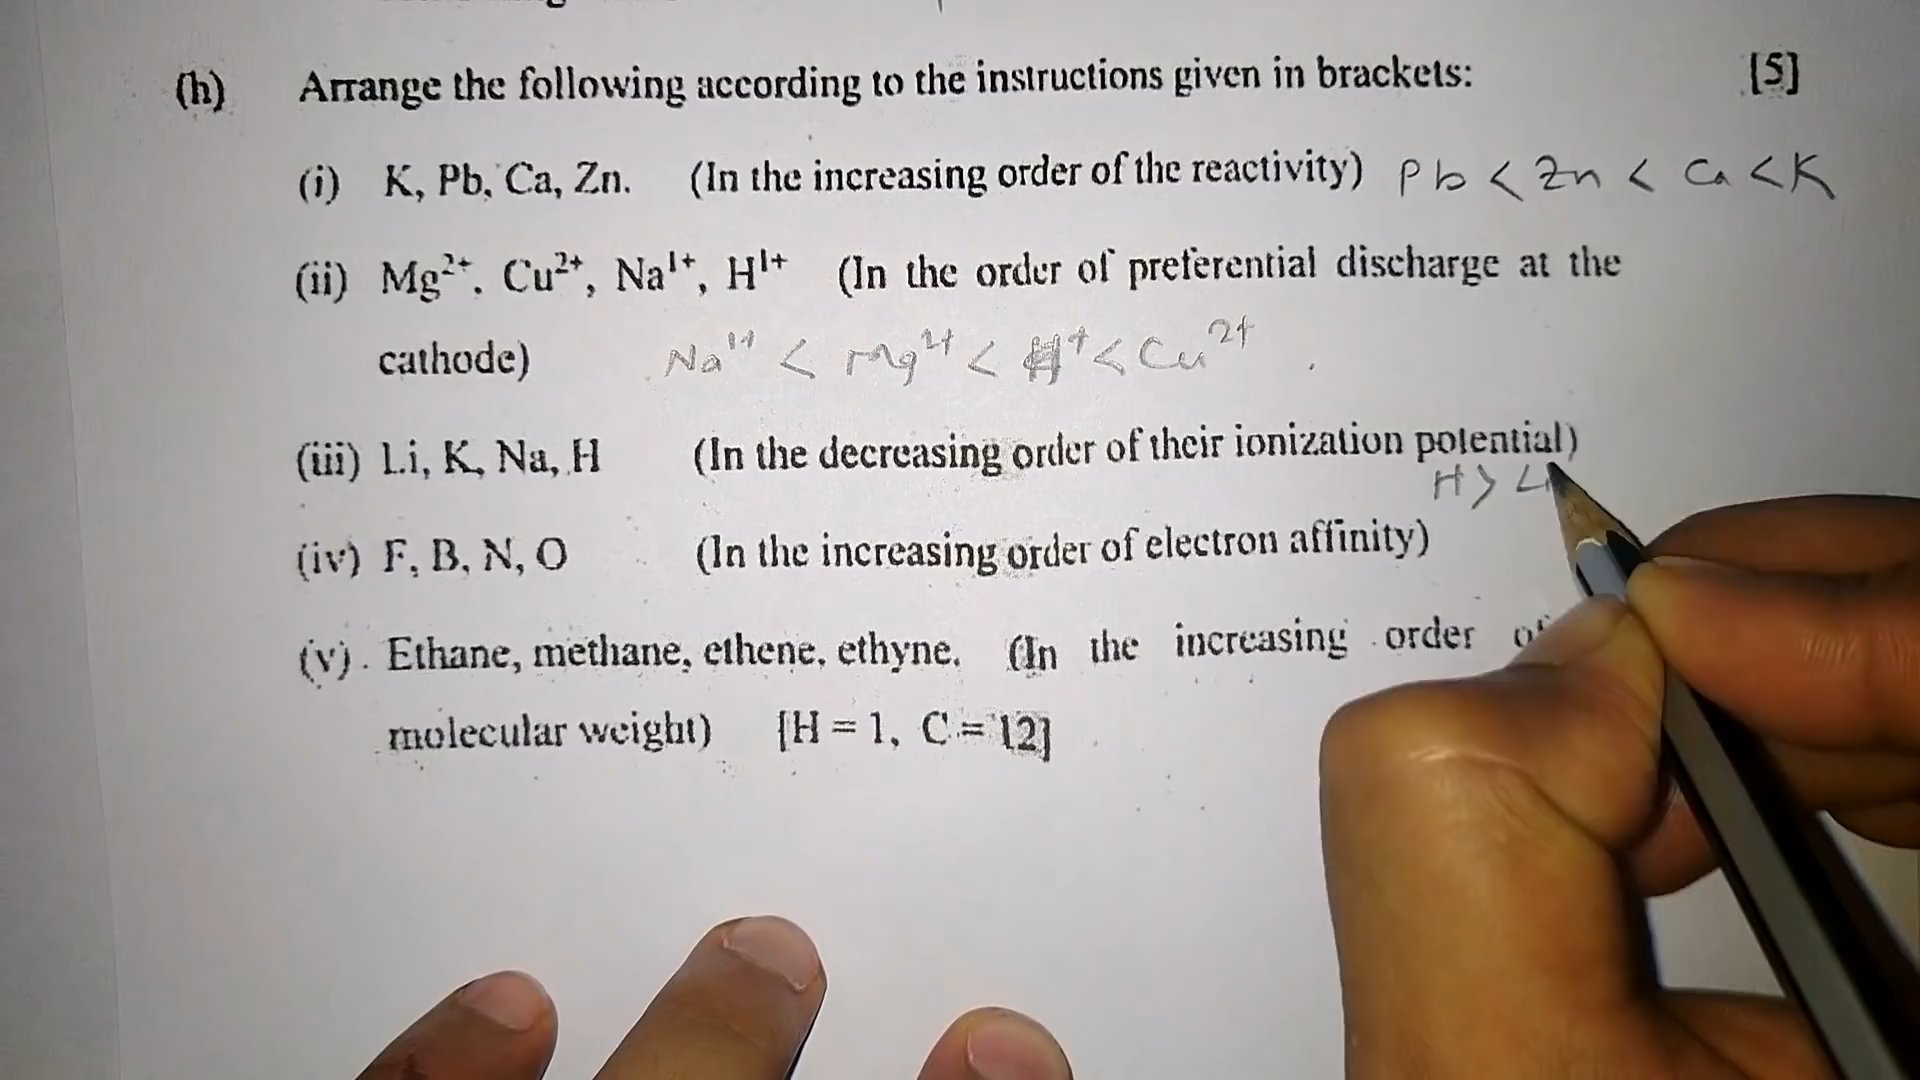 (h) Arrange the following according to the instructions given in brackets: [5]
(i) K, Pb, Ca, Zn. (In the increasing order of the reactivity) Pb < Zn < Ca < K
(ii) Mg²⁺, Cu²⁺, Na¹⁺, H¹⁺ (In the order of preferential discharge at the
cathode) Na¹⁺ < Mg²⁺ < H⁺ < Cu²⁺
(iii) Li, K, Na, H (In the decreasing order of their ionization potential)
H > Li
(iv) F, B, N, O (In the increasing order of electron affinity)
(v). Ethane, methane, ethene, ethyne. (In the increasing order of
molecular weight) [H = 1, C = 12]